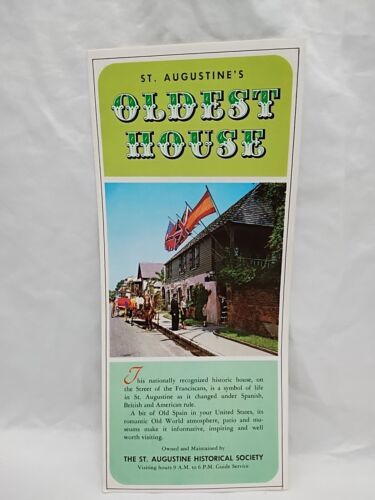 ST. AUGUSTINE'S
OLDEST
HOUSE
This nationally recognized historic house, on
the Street of the Franciscans, is a symbol of life
in St. Augustine as it changed under Spanish,
British and American rule.
A bit of Old Spain in your United States, its
romantic Old World atmosphere, patio and mu-
seums make it informative, inspiring and well
worth visiting.
Owned and Maintained by
THE ST. AUGUSTINE HISTORICAL SOCIETY
Visiting hours 9 A.M. to 6 P.M. Guide Service